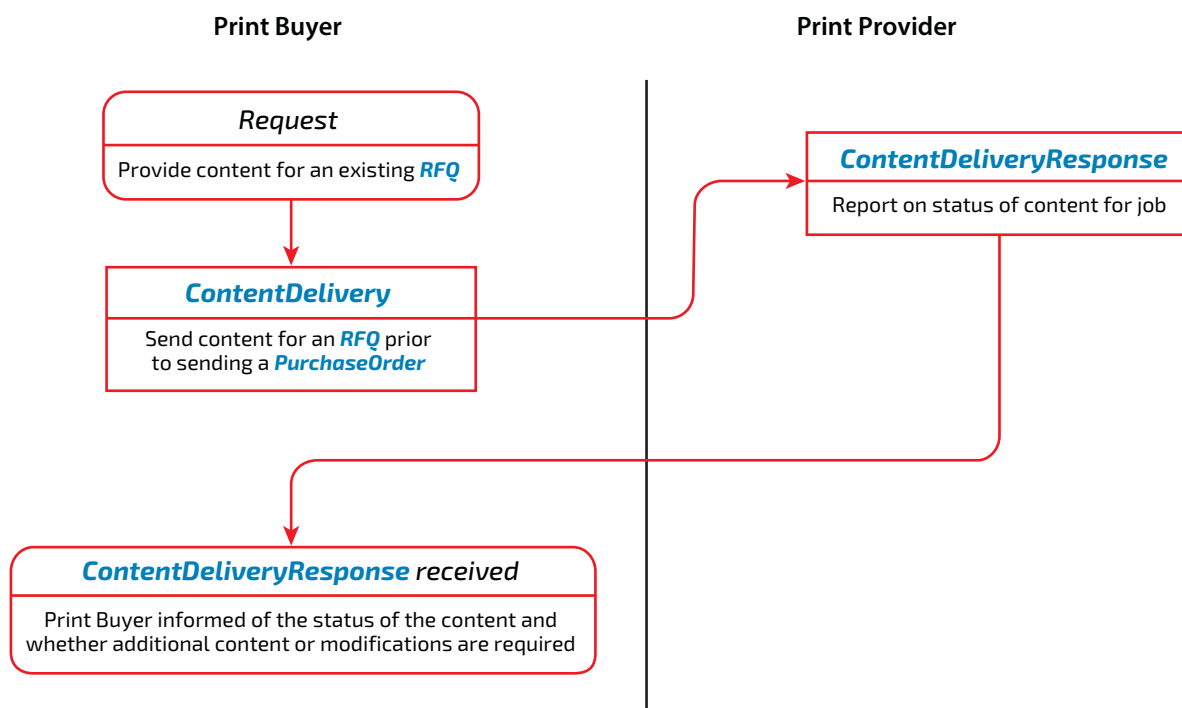 Print Buyer
Print Provider
Request
Provide content for an existing RFQ
ContentDelivery
Send content for an RFQ prior
to sending a PurchaseOrder
ContentDeliveryResponse
Report on status of content for job
ContentDeliveryResponse received
Print Buyer informed of the status of the content and
whether additional content or modifications are required